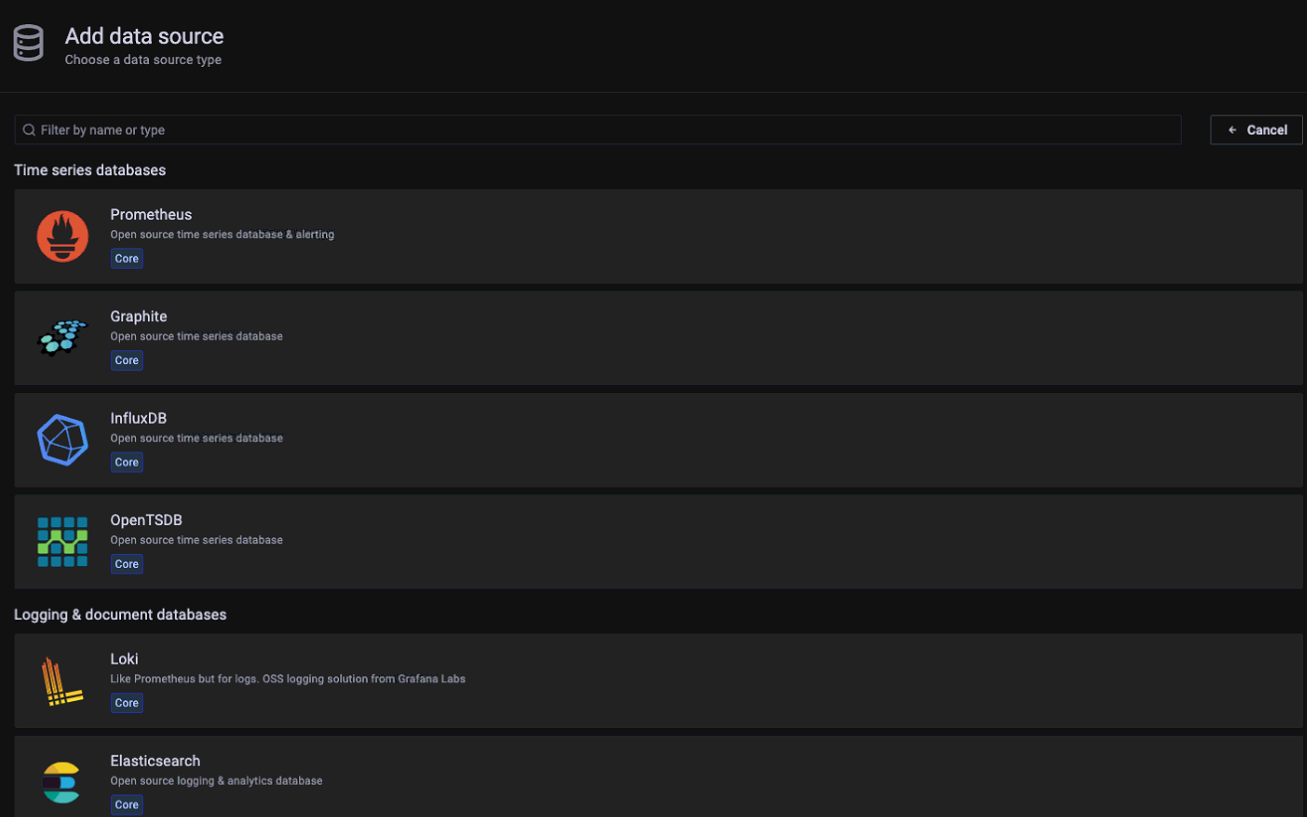 Add data source
Choose a data source type
Filter by name or type
Cancel
Time series databases
Prometheus
Open source time series database & alerting
Core
Graphite
Open source time series database
Core
InfluxDB
Open source time series database
Core
OpenTSDB
Open source time series database
Core
Logging & document databases
Loki
Like Prometheus but for logs. OSS logging solution from Grafana Labs
Core
Elasticsearch
Open source logging & analytics database
Core